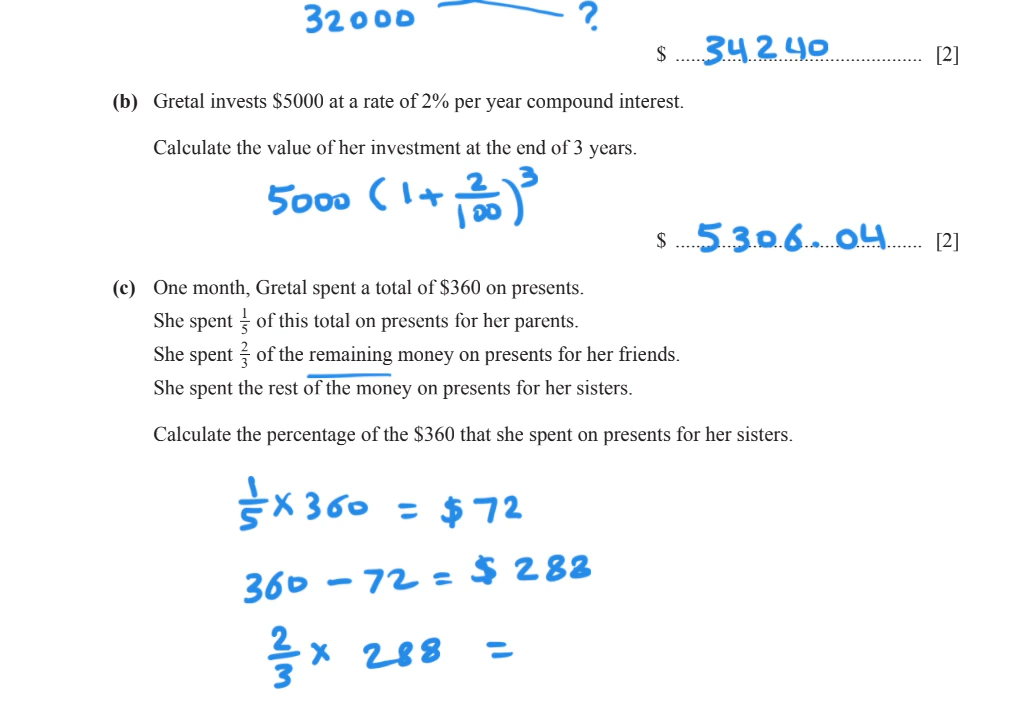 32000 ?
$ ........34240........ [2]
(b) Gretal invests $5000 at a rate of 2% per year compound interest.
Calculate the value of her investment at the end of 3 years.
5000 (1 + 2/100)^3
$ ........5306.04........ [2]
(c) One month, Gretal spent a total of $360 on presents.
She spent 1/5 of this total on presents for her parents.
She spent 2/3 of the remaining money on presents for her friends.
She spent the rest of the money on presents for her sisters.
Calculate the percentage of the $360 that she spent on presents for her sisters.
1/5 × 360 = $72
360 − 72 = $ 288
2/3 × 288 =